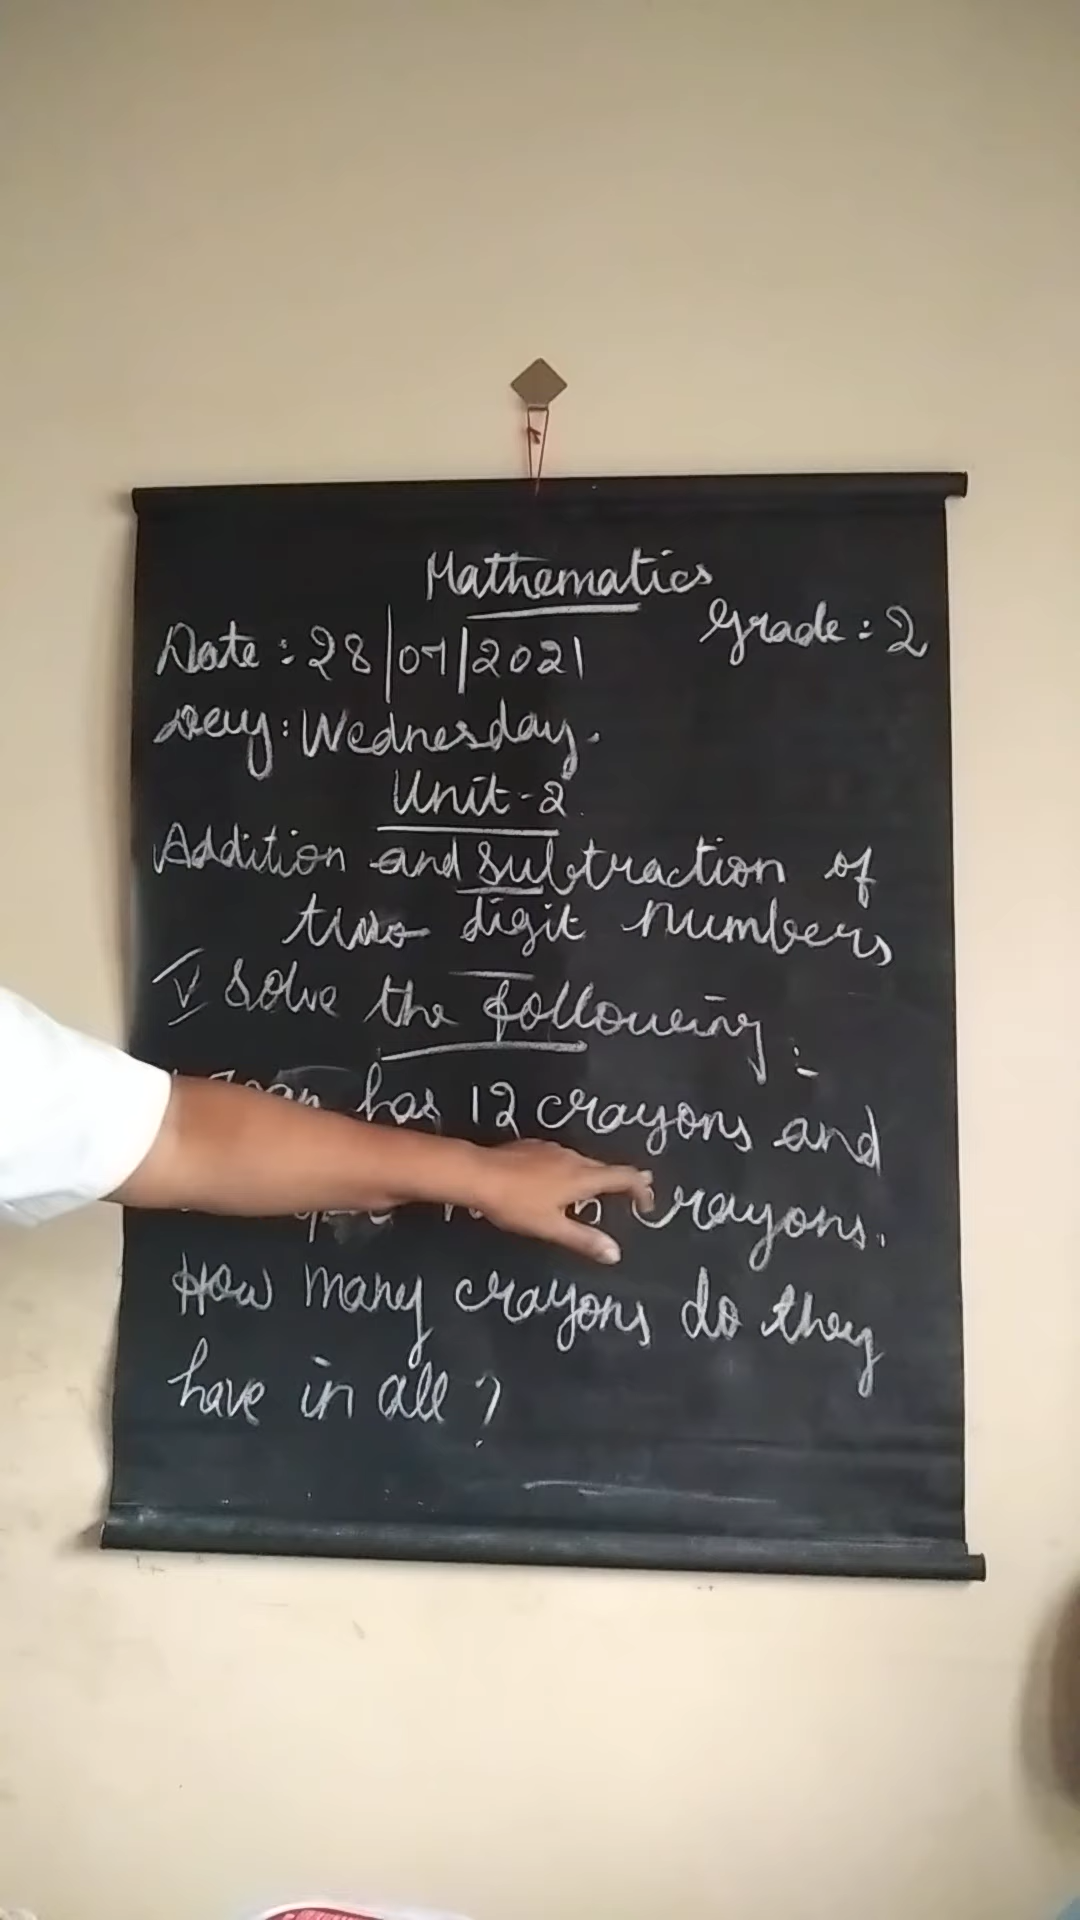 Mathematics
Grade : 2
Date : 28/07/2021
Day : Wednesday.
Unit - 2
Addition and subtraction of
two digit numbers
V solve the following :-
has 12 crayons and
crayons.
How many crayons do they
have in all ?